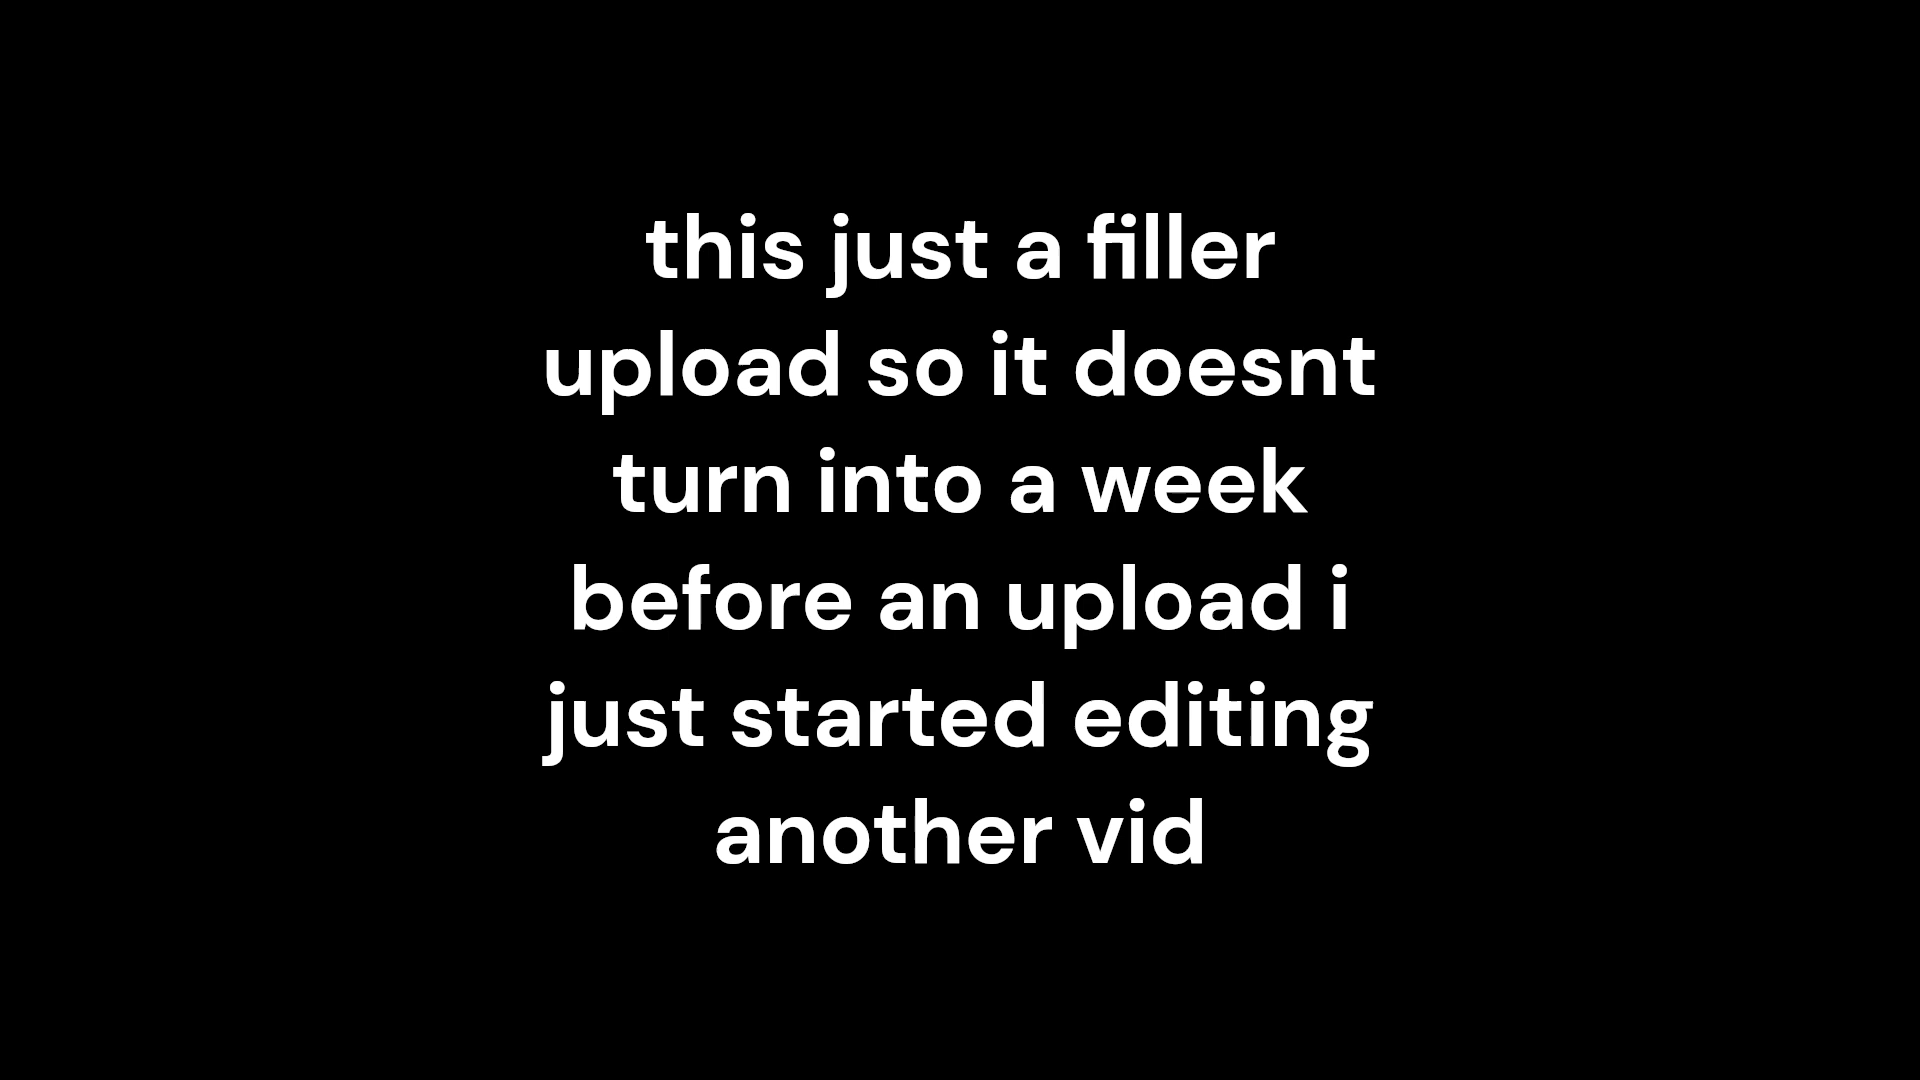 this just a filler
upload so it doesnt
turn into a week
before an upload i
just started editing
another vid